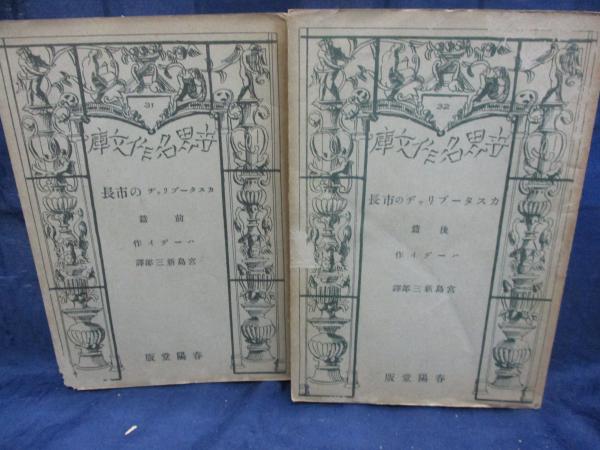 31
世界名作文庫
カスターブリッヂの市長
前篇
ハーデイ作
宮島新三郎譯
春陽堂版
32
世界名作文庫
カスターブリッヂの市長
後篇
ハーデイ作
宮島新三郎譯
春陽堂版